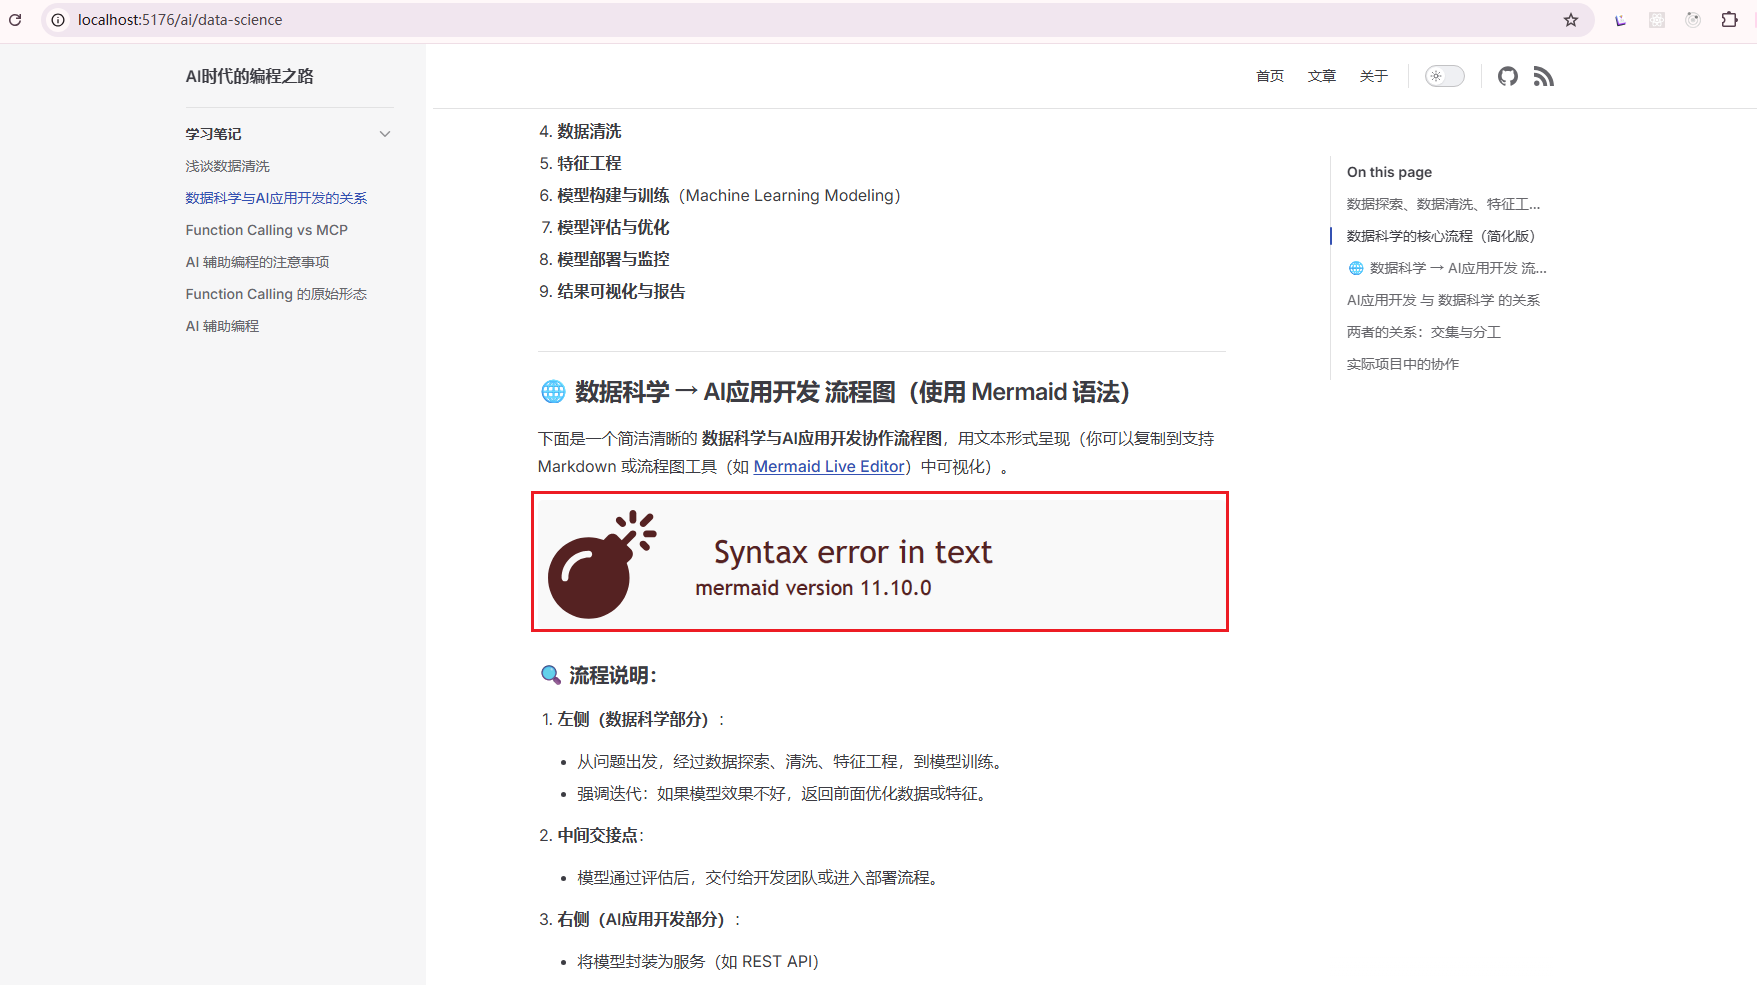 localhost:5176/ai/data-science
AI时代的编程之路
首页 文章 关于
学习笔记
浅谈数据清洗
数据科学与AI应用开发的关系
Function Calling vs MCP
AI 辅助编程的注意事项
Function Calling 的原始形态
AI 辅助编程
4. 数据清洗
5. 特征工程
6. 模型构建与训练（Machine Learning Modeling）
7. 模型评估与优化
8. 模型部署与监控
9. 结果可视化与报告
🌐 数据科学 → AI应用开发 流程图（使用 Mermaid 语法）
下面是一个简洁清晰的 数据科学与AI应用开发协作流程图，用文本形式呈现（你可以复制到支持
Markdown 或流程图工具（如 Mermaid Live Editor）中可视化）。
Syntax error in text
mermaid version 11.10.0
🔍 流程说明：
1. 左侧（数据科学部分）：
• 从问题出发，经过数据探索、清洗、特征工程，到模型训练。
• 强调迭代：如果模型效果不好，返回前面优化数据或特征。
2. 中间交接点：
• 模型通过评估后，交付给开发团队或进入部署流程。
3. 右侧（AI应用开发部分）：
• 将模型封装为服务（如 REST API）
On this page
数据探索、数据清洗、特征工...
数据科学的核心流程（简化版）
🌐 数据科学 → AI应用开发 流...
AI应用开发 与 数据科学 的关系
两者的关系：交集与分工
实际项目中的协作